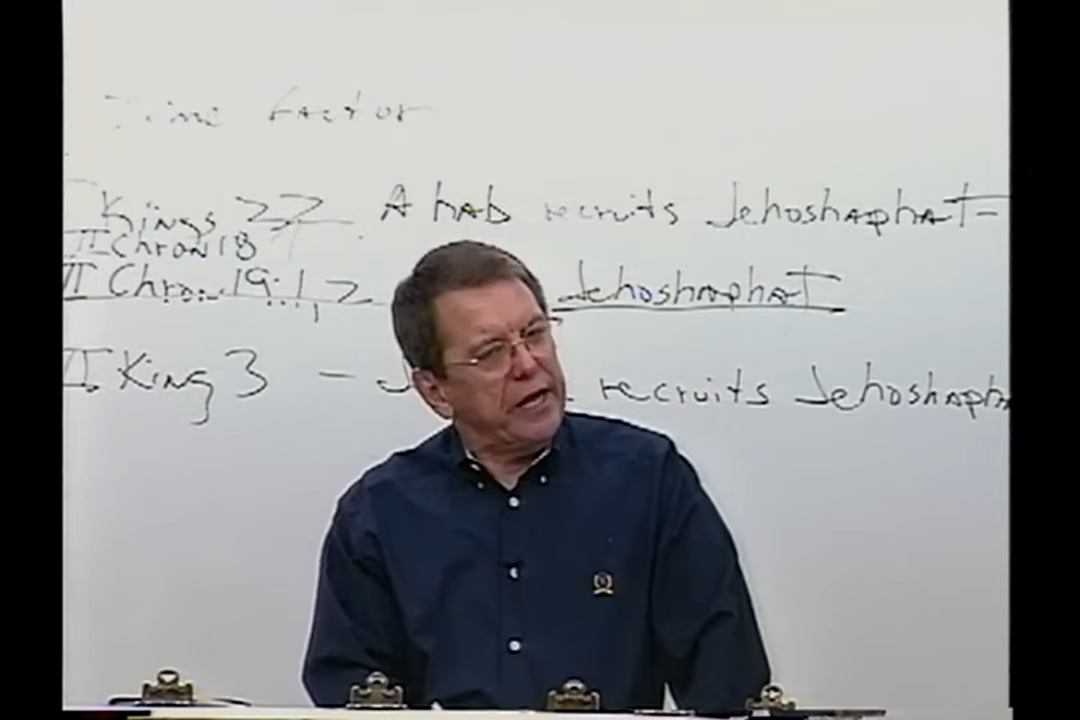 Time Factor
I Kings 22 Ahab recruits Jehoshaphat-
II Chron 18
II Chron 19:1,2 Jehoshaphat
II King 3 - recruits